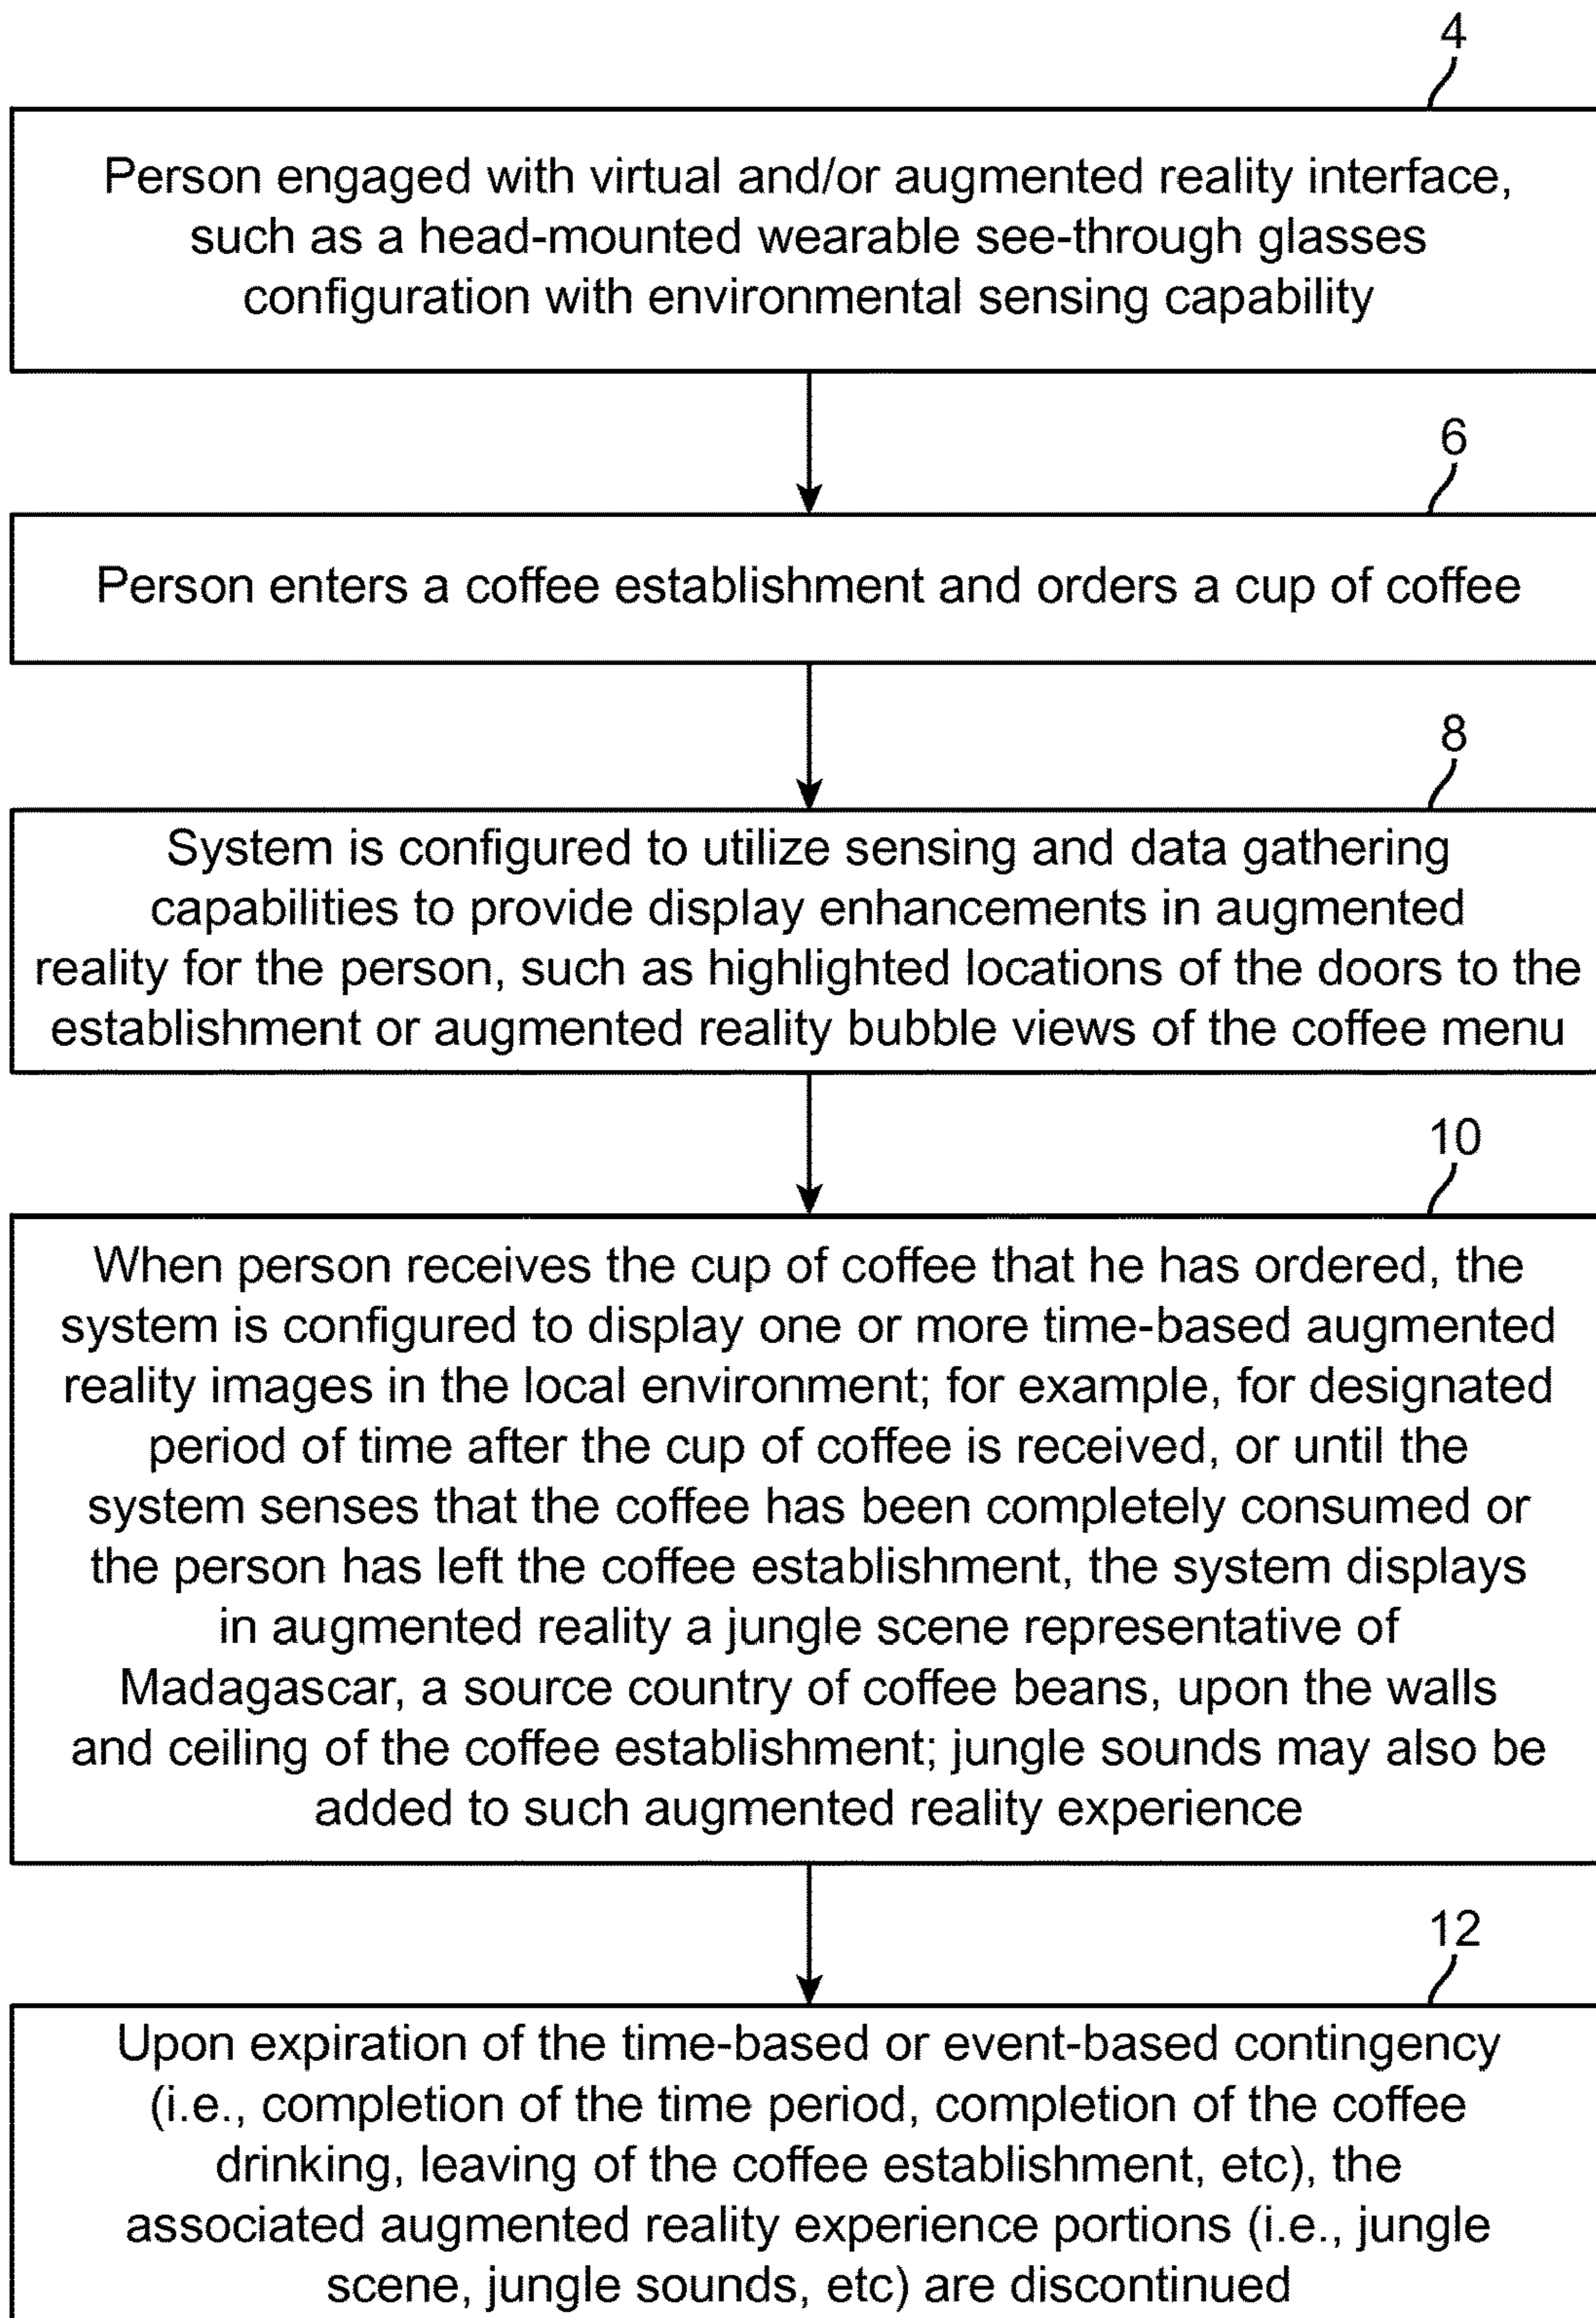 4
Person engaged with virtual and/or augmented reality interface,
such as a head-mounted wearable see-through glasses
configuration with environmental sensing capability
6
Person enters a coffee establishment and orders a cup of coffee
8
System is configured to utilize sensing and data gathering
capabilities to provide display enhancements in augmented
reality for the person, such as highlighted locations of the doors to the
establishment or augmented reality bubble views of the coffee menu
10
When person receives the cup of coffee that he has ordered, the
system is configured to display one or more time-based augmented
reality images in the local environment; for example, for designated
period of time after the cup of coffee is received, or until the
system senses that the coffee has been completely consumed or
the person has left the coffee establishment, the system displays
in augmented reality a jungle scene representative of
Madagascar, a source country of coffee beans, upon the walls
and ceiling of the coffee establishment; jungle sounds may also be
added to such augmented reality experience
12
Upon expiration of the time-based or event-based contingency
(i.e., completion of the time period, completion of the coffee
drinking, leaving of the coffee establishment, etc), the
associated augmented reality experience portions (i.e., jungle
scene, jungle sounds, etc) are discontinued